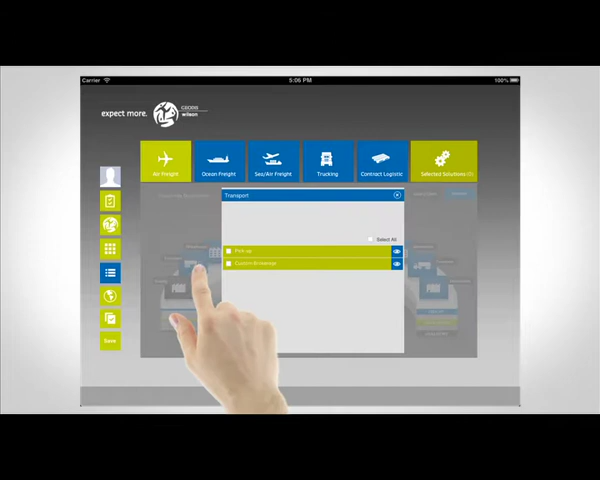 Carrier
5:06 PM
100%
expect more.
GEODIS
wilson
Air Freight
Ocean Freight
Sea/Air Freight
Trucking
Contract Logistic
Selected Solutions (0)
Transport
Select All
Pick-up
Custom Brokerage
Save